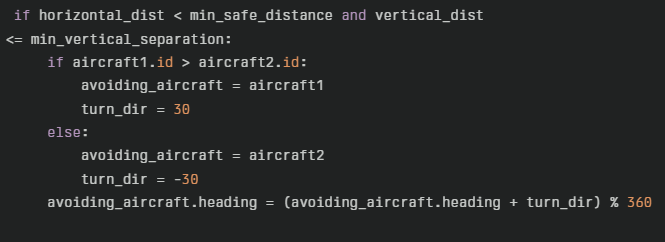 if horizontal_dist < min_safe_distance and vertical_dist
<= min_vertical_separation:
if aircraft1.id > aircraft2.id:
avoiding_aircraft = aircraft1
turn_dir = 30
else:
avoiding_aircraft = aircraft2
turn_dir = -30
avoiding_aircraft.heading = (avoiding_aircraft.heading + turn_dir) % 360